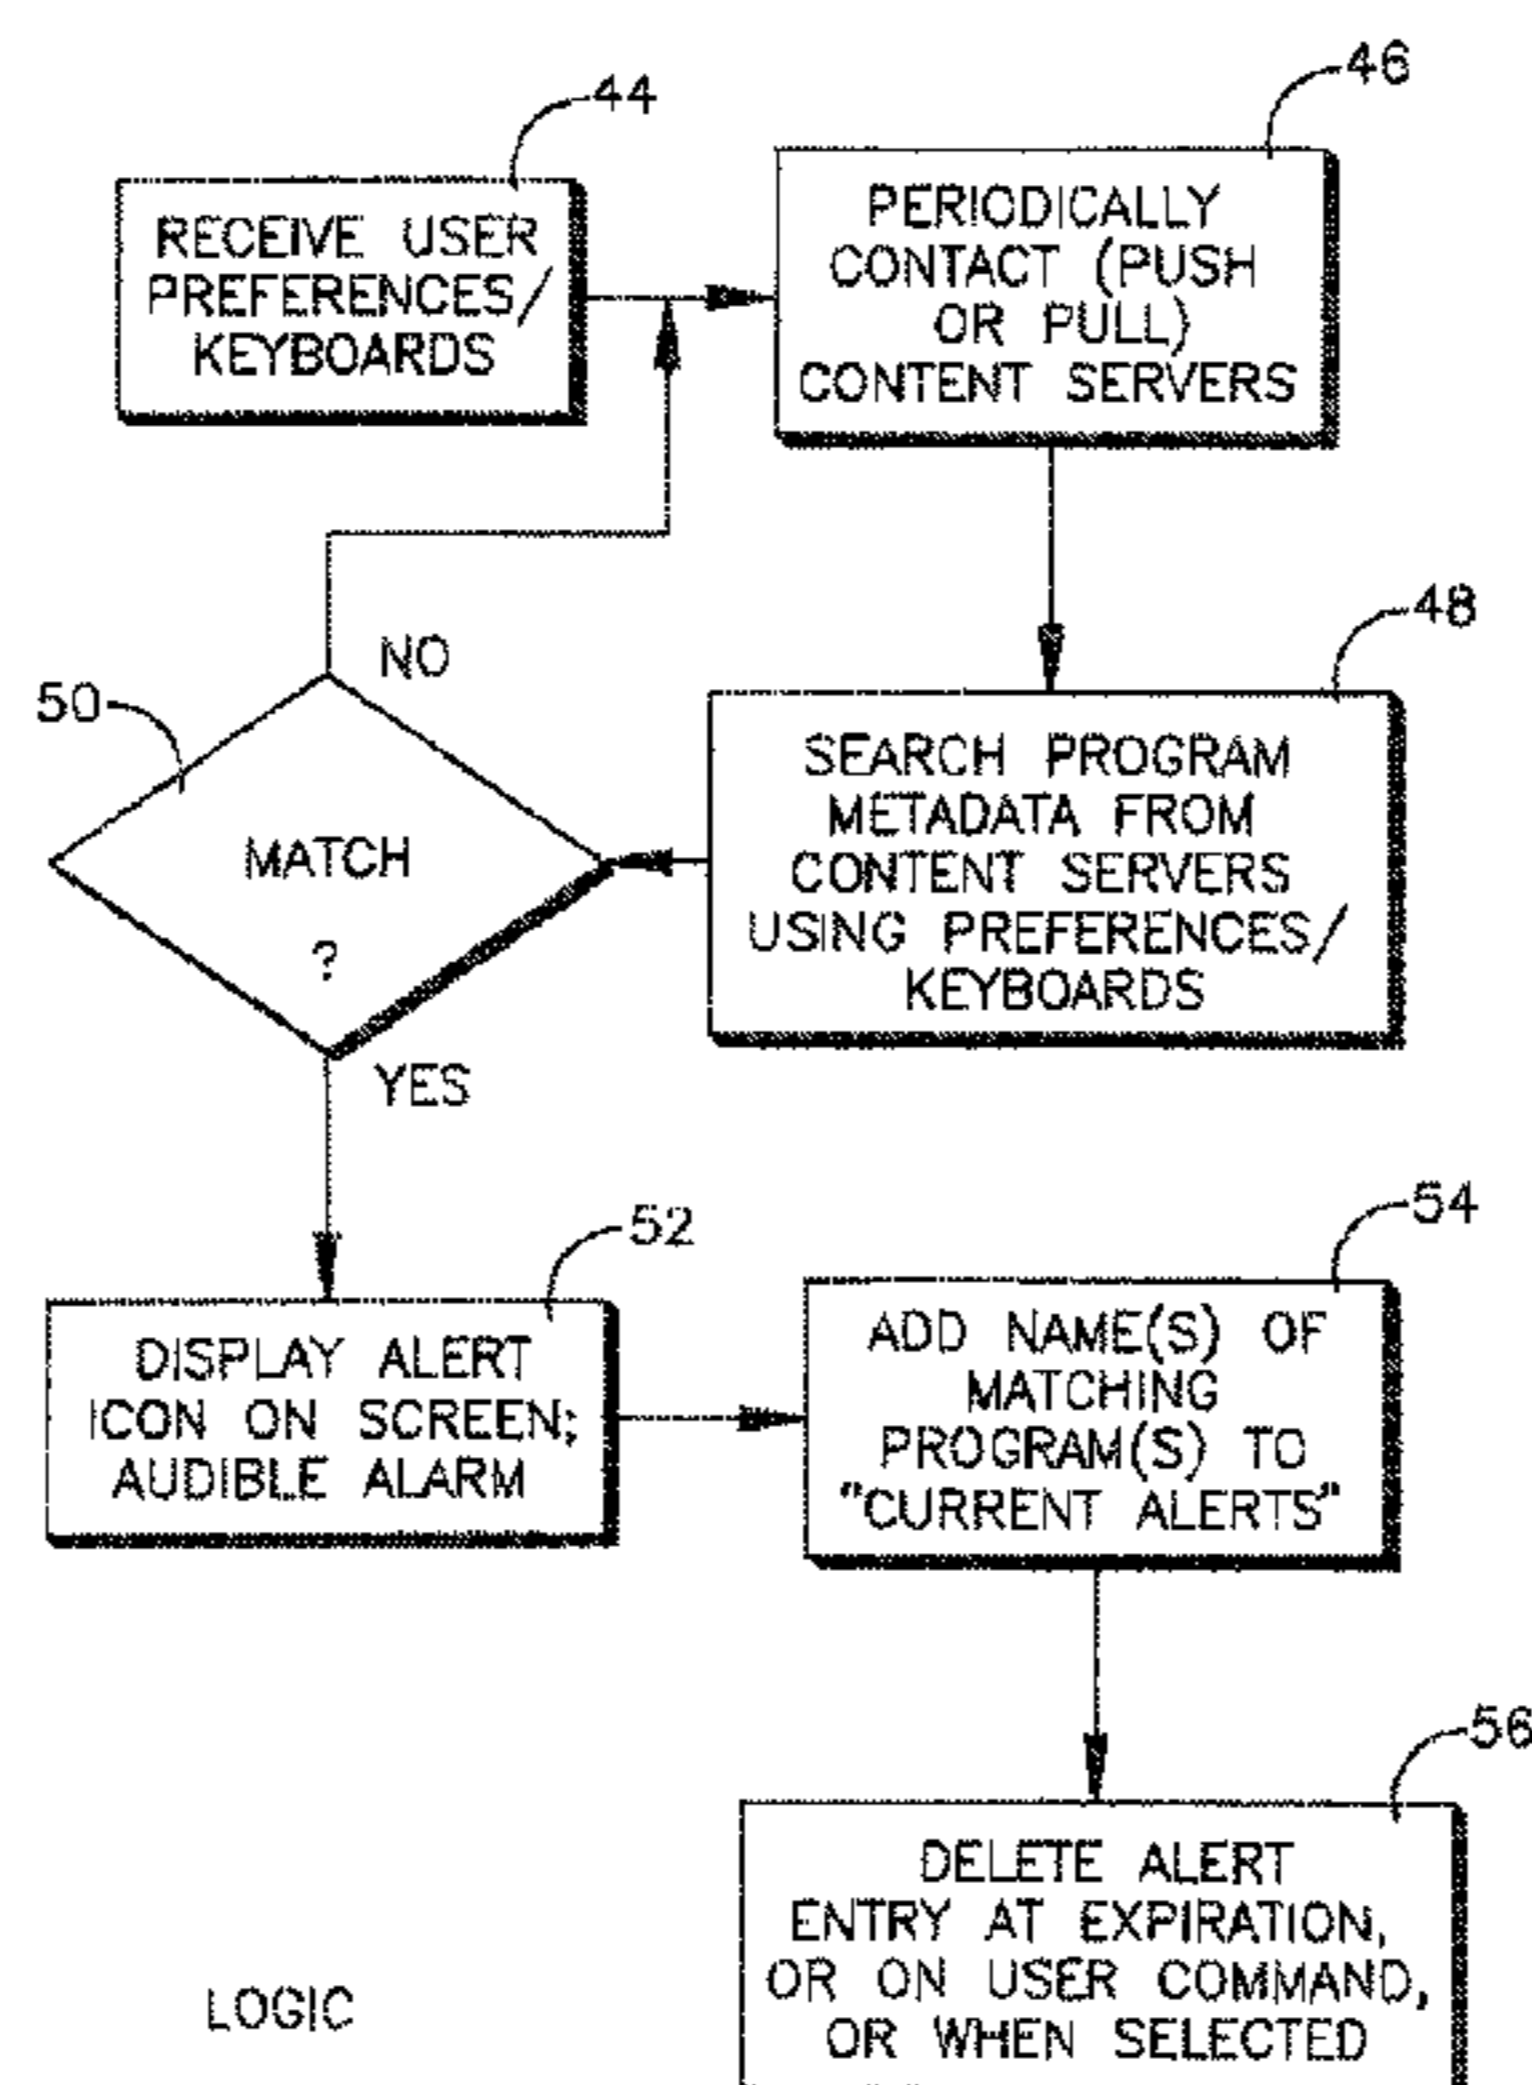 44
RECEIVE USER
PREFERENCES/
KEYBOARDS
46
PERIODICALLY
CONTACT (PUSH
OR PULL)
CONTENT SERVERS
48
SEARCH PROGRAM
METADATA FROM
CONTENT SERVERS
USING PREFERENCES/
KEYBOARDS
50
NO
MATCH
?
YES
52
DISPLAY ALERT
ICON ON SCREEN;
AUDIBLE ALARM
54
ADD NAME(S) OF
MATCHING
PROGRAM(S) TO
"CURRENT ALERTS"
56
DELETE ALERT
ENTRY AT EXPIRATION,
OR ON USER COMMAND,
OR WHEN SELECTED
LOGIC